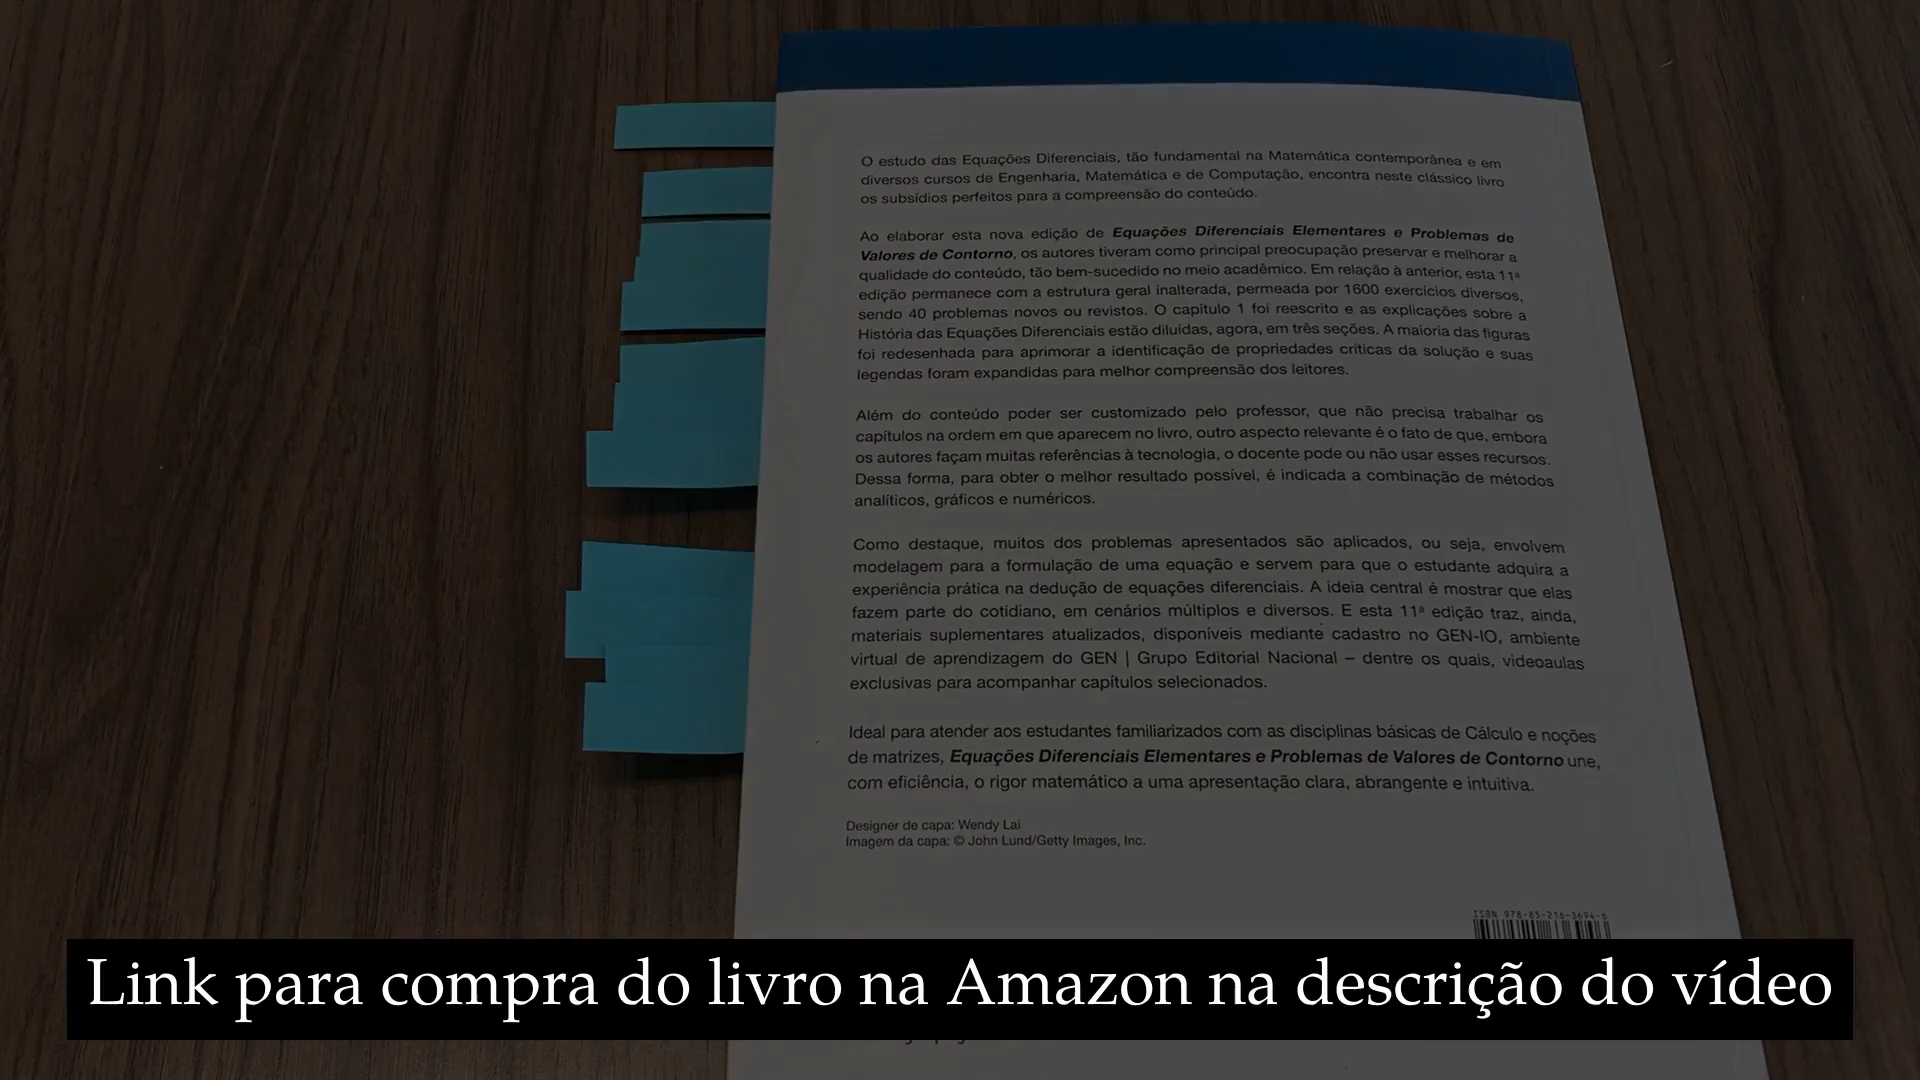 O estudo das Equações Diferenciais, tão fundamental na Matemática contemporânea e em
diversos cursos de Engenharia, Matemática e de Computação, encontra neste clássico livro
os subsídios perfeitos para a compreensão do conteúdo.
Ao elaborar esta nova edição de Equações Diferenciais Elementares e Problemas de
Valores de Contorno, os autores tiveram como principal preocupação preservar e melhorar a
qualidade do conteúdo, tão bem-sucedido no meio acadêmico. Em relação à anterior, esta 11ª
edição permanece com a estrutura geral inalterada, permeada por 1600 exercícios diversos,
sendo 40 problemas novos ou revistos. O capítulo 1 foi reescrito e as explicações sobre a
História das Equações Diferenciais estão diluídas, agora, em três seções. A maioria das figuras
foi redesenhada para aprimorar a identificação de propriedades críticas da solução e suas
legendas foram expandidas para melhor compreensão dos leitores.
Além do conteúdo poder ser customizado pelo professor, que não precisa trabalhar os
capítulos na ordem em que aparecem no livro, outro aspecto relevante é o fato de que, embora
os autores façam muitas referências à tecnologia, o docente pode ou não usar esses recursos.
Dessa forma, para obter o melhor resultado possível, é indicada a combinação de métodos
analíticos, gráficos e numéricos.
Como destaque, muitos dos problemas apresentados são aplicados, ou seja, envolvem
modelagem para a formulação de uma equação e servem para que o estudante adquira a
experiência prática na dedução de equações diferenciais. A ideia central é mostrar que elas
fazem parte do cotidiano, em cenários múltiplos e diversos. E esta 11ª edição traz, ainda,
materiais suplementares atualizados, disponíveis mediante cadastro no GEN-IO, ambiente
virtual de aprendizagem do GEN | Grupo Editorial Nacional – dentre os quais, videoaulas
exclusivas para acompanhar capítulos selecionados.
Ideal para atender aos estudantes familiarizados com as disciplinas básicas de Cálculo e noções
de matrizes, Equações Diferenciais Elementares e Problemas de Valores de Contorno une,
com eficiência, o rigor matemático a uma apresentação clara, abrangente e intuitiva.
Designer de capa: Wendy Lai
Imagem da capa: © John Lund/Getty Images, Inc.
ISBN 978-85-216-3694-6
Link para compra do livro na Amazon na descrição do vídeo